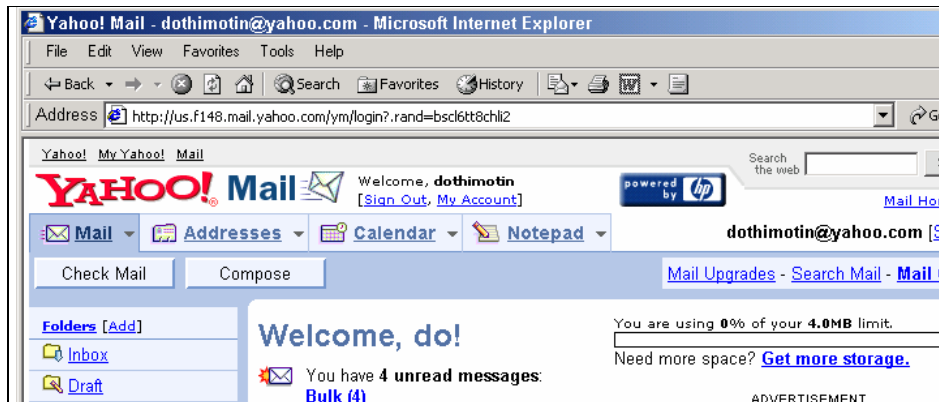 Yahoo! Mail - dothimotin@yahoo.com - Microsoft Internet Explorer
File Edit View Favorites Tools Help
Back Search Favorites History
Address http://us.f148.mail.yahoo.com/ym/login?.rand=bscl6tt8chli2
Yahoo! My Yahoo! Mail
Search the web
YAHOO! Mail
Welcome, dothimotin
[Sign Out, My Account]
powered by hp
Mail
Mail Addresses Calendar Notepad dothimotin@yahoo.com
Check Mail Compose Mail Upgrades - Search Mail - Mail
Folders [Add]
Inbox
Draft
Welcome, do!
You have 4 unread messages:
Bulk (4)
You are using 0% of your 4.0MB limit.
Need more space? Get more storage.
ADVERTISEMENT